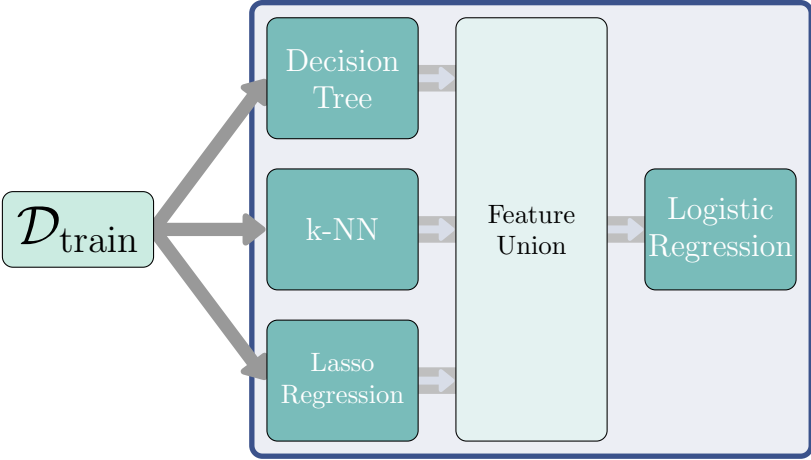 Decision
Tree
𝒟train
k-NN
Feature
Union
Logistic
Regression
Lasso
Regression